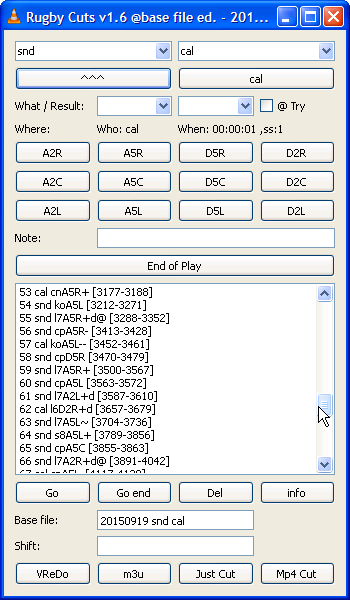 Rugby Cuts v1.6 @base file ed. - 201...
snd cal
^^^ cal
What / Result: @ Try
Where: Who: cal When: 00:00:01 ,ss:1
A2R A5R D5R D2R
A2C A5C D5C D2C
A2L A5L D5L D2L
Note:
End of Play
53 cal cnA5R+ [3177-3188]
54 snd koA5L [3212-3271]
55 snd l7A5R+d@ [3288-3352]
56 snd cpA5R- [3413-3428]
57 cal koA5L-- [3452-3461]
58 snd cpD5R [3470-3479]
59 snd l7A5R+ [3500-3567]
60 snd cpA5L [3563-3572]
61 snd l7A2L+d [3587-3610]
62 cal l6D2R+d [3657-3679]
63 snd l7A5L~ [3704-3736]
64 snd s8A5L+ [3789-3856]
65 snd cpA5C [3855-3863]
66 snd l7A2R+d@ [3891-4042]
Go Go end Del info
Base file: 20150919 snd cal
Shift:
VReDo m3u Just Cut Mp4 Cut